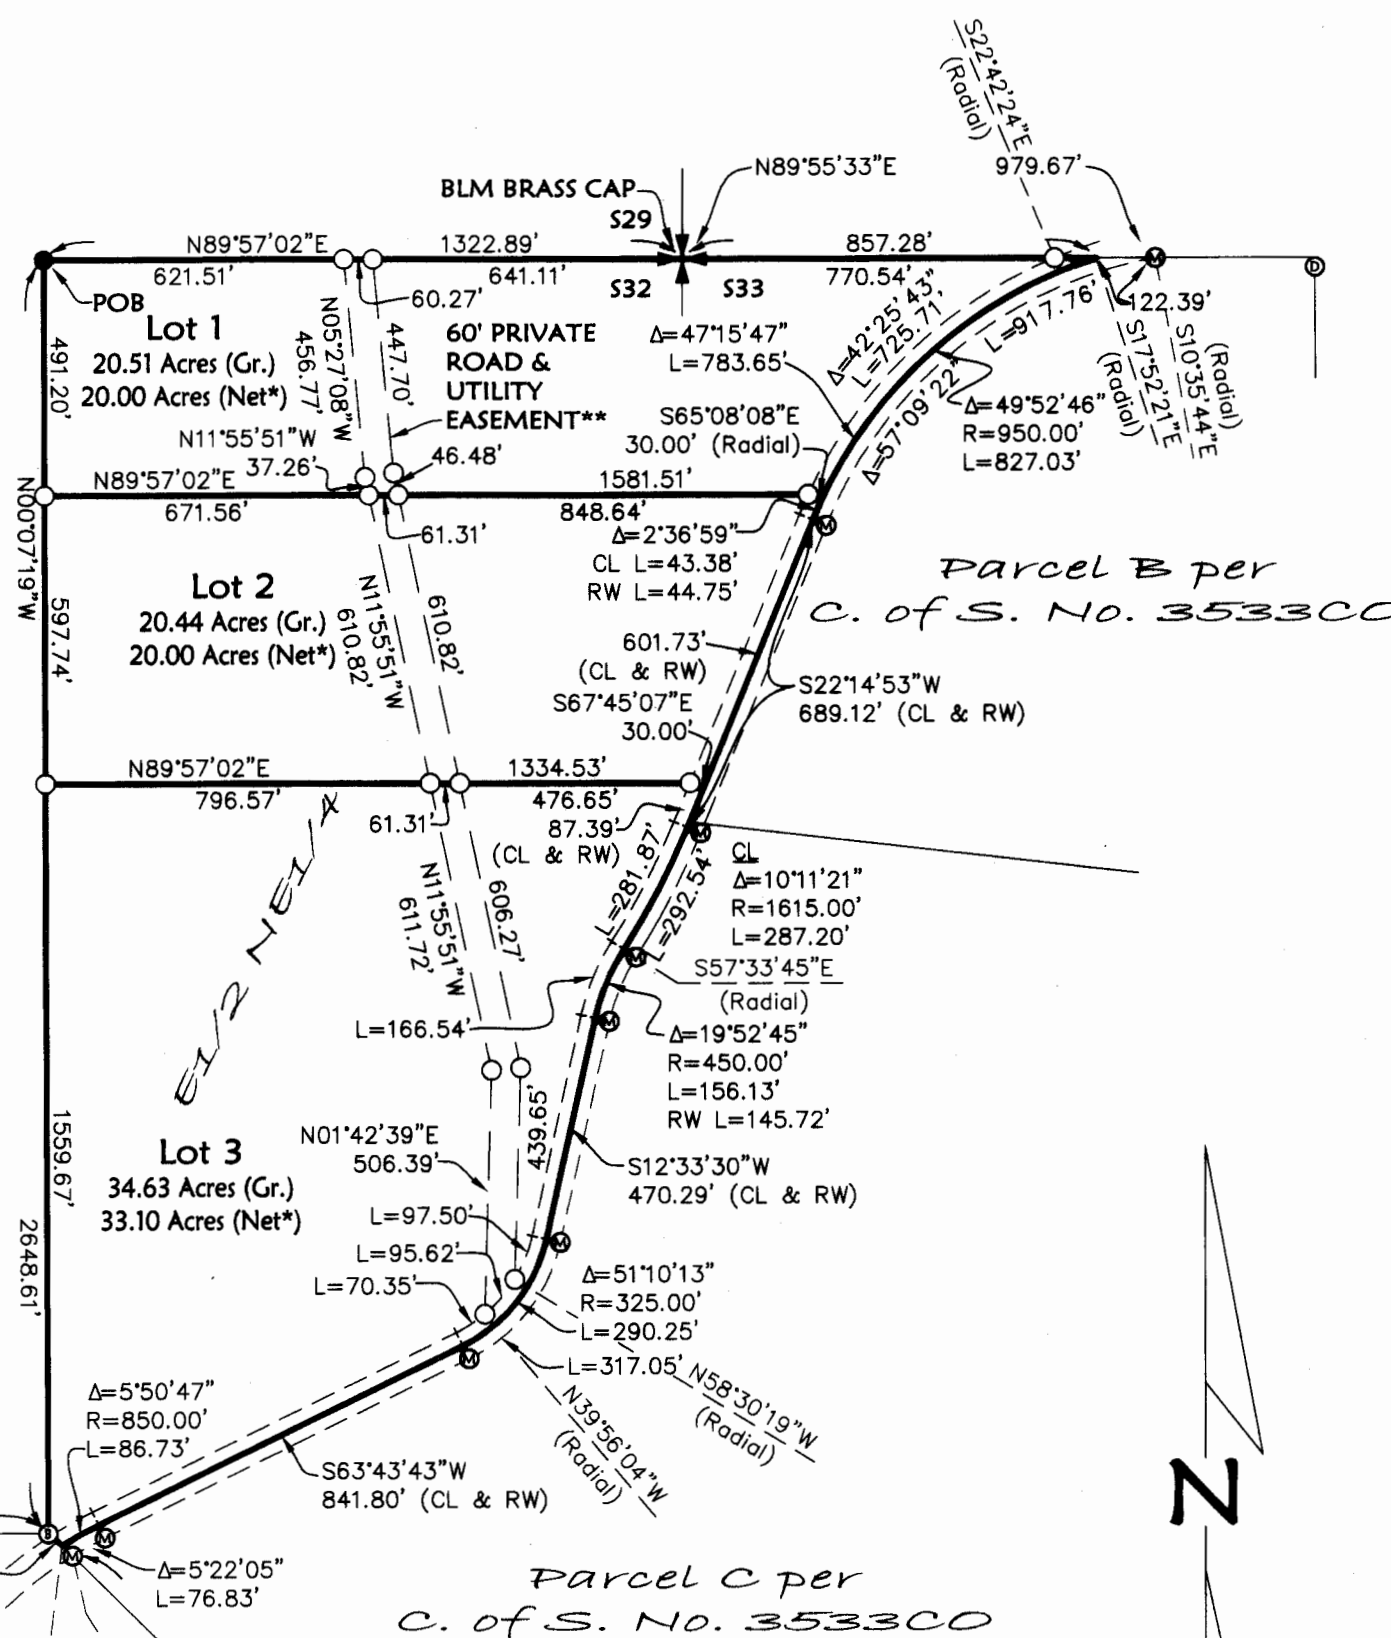 S22°42'24"E
(Radial)
N89°55'33"E
979.67'
BLM BRASS CAP
S29
N89°57'02"E
1322.89'
857.28'
621.51'
641.11'
770.54'
S32
S33
60.27'
POB
122.39'
Lot 1
20.51 Acres (Gr.)
20.00 Acres (Net*)
491.20'
N05°27'08"W
456.77'
447.70'
60' PRIVATE
ROAD &
UTILITY
EASEMENT**
Δ=47°15'47"
L=783.65'
Δ=42°25'43"
L=725.71'
L=917.76'
Δ=57°09'22"
S17°52'21"E
(Radial)
S10°35'44"E
(Radial)
Δ=49°52'46"
R=950.00'
L=827.03'
S65°08'08"E
30.00' (Radial)
N11°55'51"W
37.26'
46.48'
N89°57'02"E
1581.51'
671.56'
848.64'
61.31'
Δ=2°36'59"
CL L=43.38'
RW L=44.75'
N00°07'19"W
Parcel B per
C. of S. No. 3533CO
Lot 2
20.44 Acres (Gr.)
20.00 Acres (Net*)
597.74'
N11°55'51"W
610.82'
610.82'
601.73'
(CL & RW)
S22°14'53"W
689.12' (CL & RW)
S67°45'07"E
30.00'
N89°57'02"E
1334.53'
796.57'
476.65'
61.31'
87.39'
(CL & RW)
E1/2 NE1/4
L=281.87'
L=292.54'
CL
Δ=10°11'21"
R=1615.00'
L=287.20'
N11°55'51"W
611.72'
606.27'
S57°33'45"E
(Radial)
L=166.54'
Δ=19°52'45"
R=450.00'
L=156.13'
RW L=145.72'
1559.67'
Lot 3
34.63 Acres (Gr.)
33.10 Acres (Net*)
N01°42'39"E
506.39'
439.65'
S12°33'30"W
470.29' (CL & RW)
2648.61'
L=97.50'
L=95.62'
L=70.35'
Δ=51°10'13"
R=325.00'
L=290.25'
L=317.05'
N58°30'19"W
(Radial)
N39°56'04"W
(Radial)
Δ=5°50'47"
R=850.00'
L=86.73'
S63°43'43"W
841.80' (CL & RW)
N
Δ=5°22'05"
L=76.83'
Parcel C per
C. of S. No. 3533CO
M
M
M
M
M
M
M
M
M
D
B